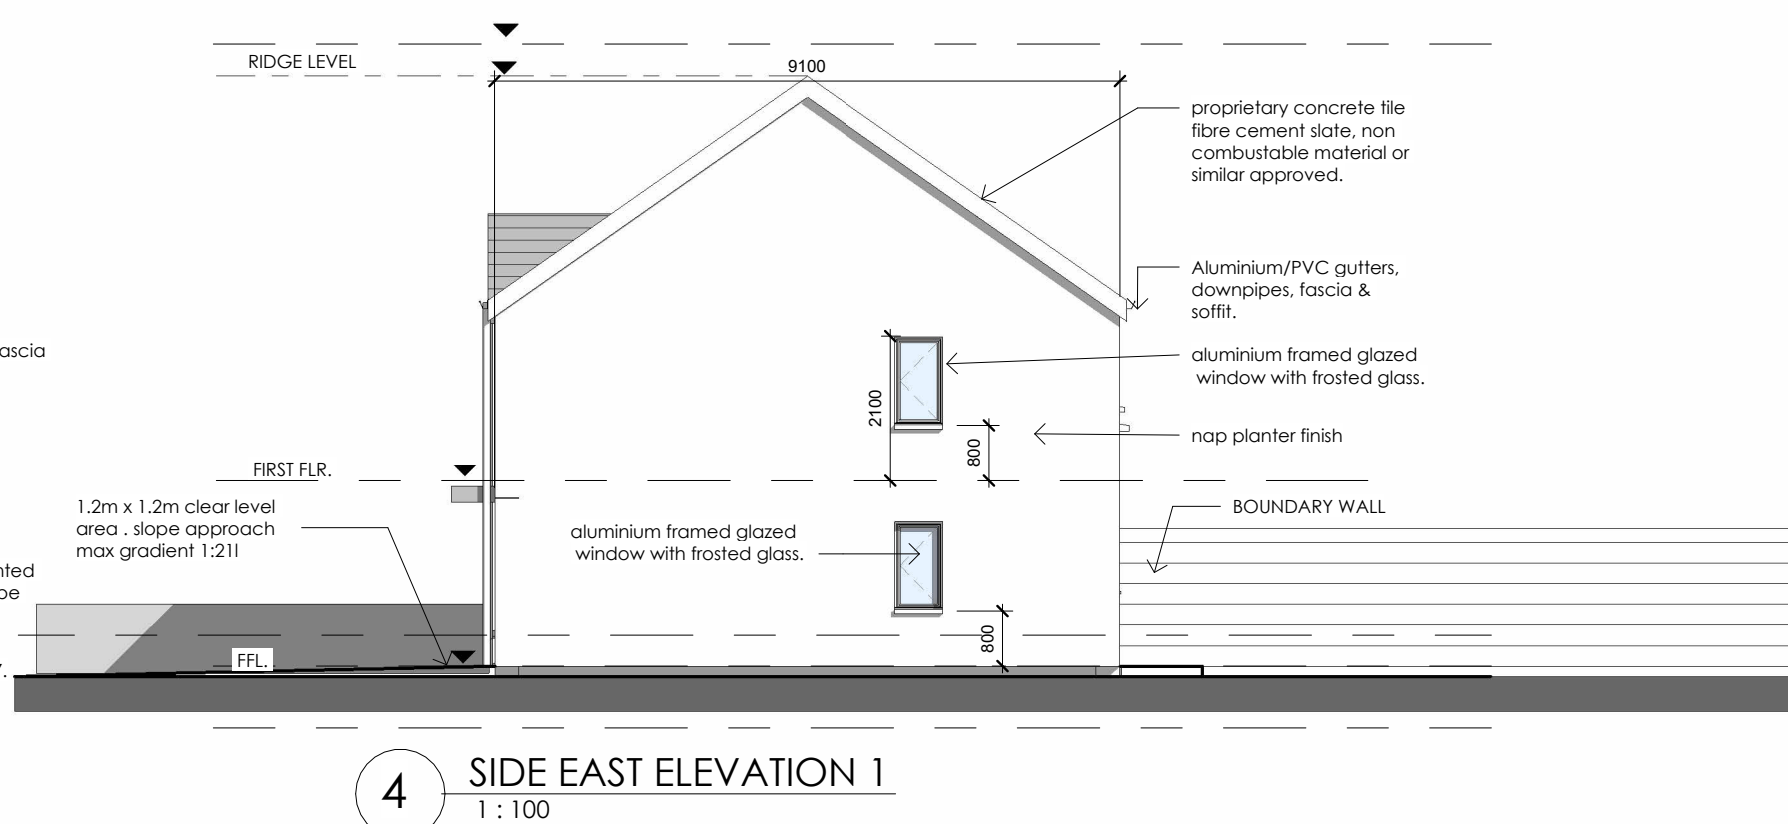 RIDGE LEVEL
9100
proprietary concrete tile
fibre cement slate, non
combustable material or
similar approved.
Aluminium/PVC gutters,
downpipes, fascia &
soffit.
ascia
aluminium framed glazed
window with frosted glass.
2100
800
nap planter finish
FIRST FLR.
1.2m x 1.2m clear level
area . slope approach
max gradient 1:21l
aluminium framed glazed
window with frosted glass.
BOUNDARY WALL
nted
pe
800
FFL.
4
SIDE EAST ELEVATION 1
1 : 100